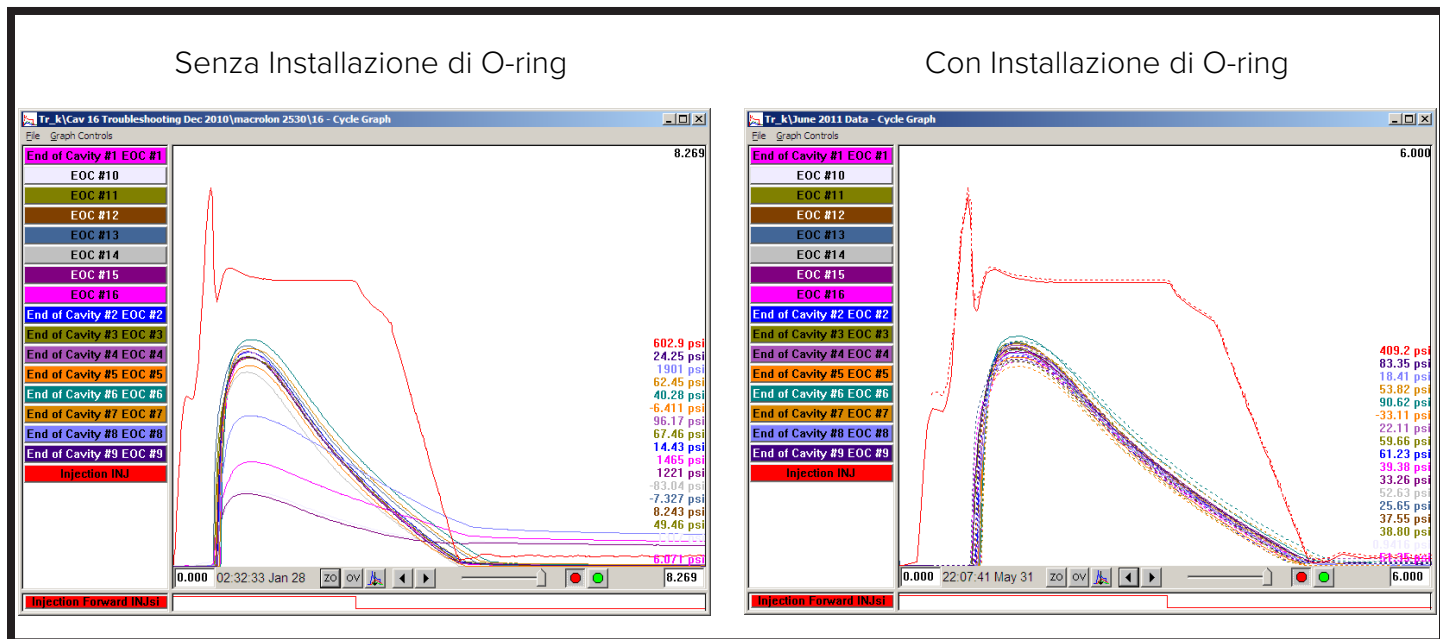 Senza Installazione di O-ring
Tr_k\Cav 16 Troubleshooting Dec 2010\macrolon 2530\16 - Cycle Graph
File Graph Controls
End of Cavity #1 EOC #1
EOC #10
EOC #11
EOC #12
EOC #13
EOC #14
EOC #15
EOC #16
End of Cavity #2 EOC #2
End of Cavity #3 EOC #3
End of Cavity #4 EOC #4
End of Cavity #5 EOC #5
End of Cavity #6 EOC #6
End of Cavity #7 EOC #7
End of Cavity #8 EOC #8
End of Cavity #9 EOC #9
Injection INJ
8.269
602.9 psi
24.25 psi
1901 psi
62.45 psi
40.28 psi
-6.411 psi
96.17 psi
67.46 psi
14.43 psi
1465 psi
1221 psi
-83.04 psi
-7.327 psi
8.243 psi
49.46 psi
6.071 psi
0.000 02:32:33 Jan 28 ZO OV 8.269
Injection Forward INJsi
Con Installazione di O-ring
Tr_k\June 2011 Data - Cycle Graph
File Graph Controls
End of Cavity #1 EOC #1
EOC #10
EOC #11
EOC #12
EOC #13
EOC #14
EOC #15
EOC #16
End of Cavity #2 EOC #2
End of Cavity #3 EOC #3
End of Cavity #4 EOC #4
End of Cavity #5 EOC #5
End of Cavity #6 EOC #6
End of Cavity #7 EOC #7
End of Cavity #8 EOC #8
End of Cavity #9 EOC #9
Injection INJ
6.000
409.2 psi
83.35 psi
18.41 psi
53.82 psi
90.62 psi
-33.11 psi
22.11 psi
59.66 psi
61.23 psi
39.38 psi
33.26 psi
52.63 psi
25.65 psi
37.55 psi
38.80 psi
0.000 22:07:41 May 31 ZO OV 6.000
Injection Forward INJsi